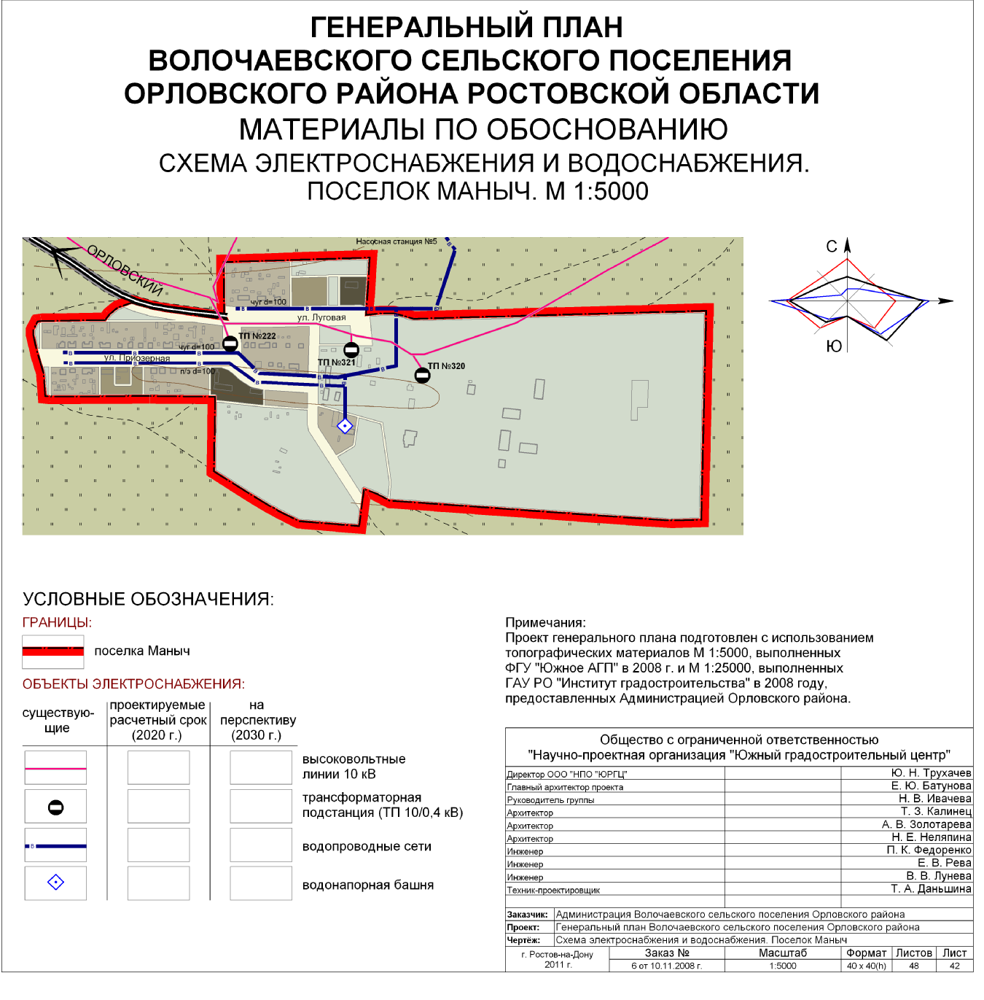 ГЕНЕРАЛЬНЫЙ ПЛАН
ВОЛОЧАЕВСКОГО СЕЛЬСКОГО ПОСЕЛЕНИЯ
ОРЛОВСКОГО РАЙОНА РОСТОВСКОЙ ОБЛАСТИ
МАТЕРИАЛЫ ПО ОБОСНОВАНИЮ
СХЕМА ЭЛЕКТРОСНАБЖЕНИЯ И ВОДОСНАБЖЕНИЯ.
ПОСЕЛОК МАНЫЧ. М 1:5000
Насосная станция №5
ОРЛОВСКИЙ
чуг d=100
ул. Луговая
ТП №222
чуг d=100
ул. Приозерная
п/э d=100
ТП №321
ТП №320
С
Ю
УСЛОВНЫЕ ОБОЗНАЧЕНИЯ:
ГРАНИЦЫ:
поселка Маныч
ОБЪЕКТЫ ЭЛЕКТРОСНАБЖЕНИЯ:
существую-
щие
проектируемые
расчетный срок
(2020 г.)
на
перспективу
(2030 г.)
высоковольтные
линии 10 кВ
трансформаторная
подстанция (ТП 10/0,4 кВ)
В
водопроводные сети
водонапорная башня
Примечания:
Проект генерального плана подготовлен с использованием
топографических материалов М 1:5000, выполненных
ФГУ "Южное АГП" в 2008 г. и М 1:25000, выполненных
ГАУ РО "Институт градостроительства" в 2008 году,
предоставленных Администрацией Орловского района.
Общество с ограниченной ответственностью
"Научно-проектная организация "Южный градостроительный центр"
Директор ООО "НПО "ЮРГЦ" Ю. Н. Трухачев
Главный архитектор проекта Е. Ю. Батунова
Руководитель группы Н. В. Ивачева
Архитектор Т. З. Калинец
Архитектор А. В. Золотарева
Архитектор Н. Е. Неляпина
Инженер П. К. Федоренко
Инженер Е. В. Рева
Инженер В. В. Лунева
Техник-проектировщик Т. А. Даньшина
Заказчик: Администрация Волочаевского сельского поселения Орловского района
Проект: Генеральный план Волочаевского сельского поселения Орловского района
Чертёж: Схема электроснабжения и водоснабжения. Поселок Маныч
г. Ростов-на-Дону
2011 г.
Заказ № Масштаб Формат Листов Лист
6 от 10.11.2008 г. 1:5000 40 х 40(h) 48 42